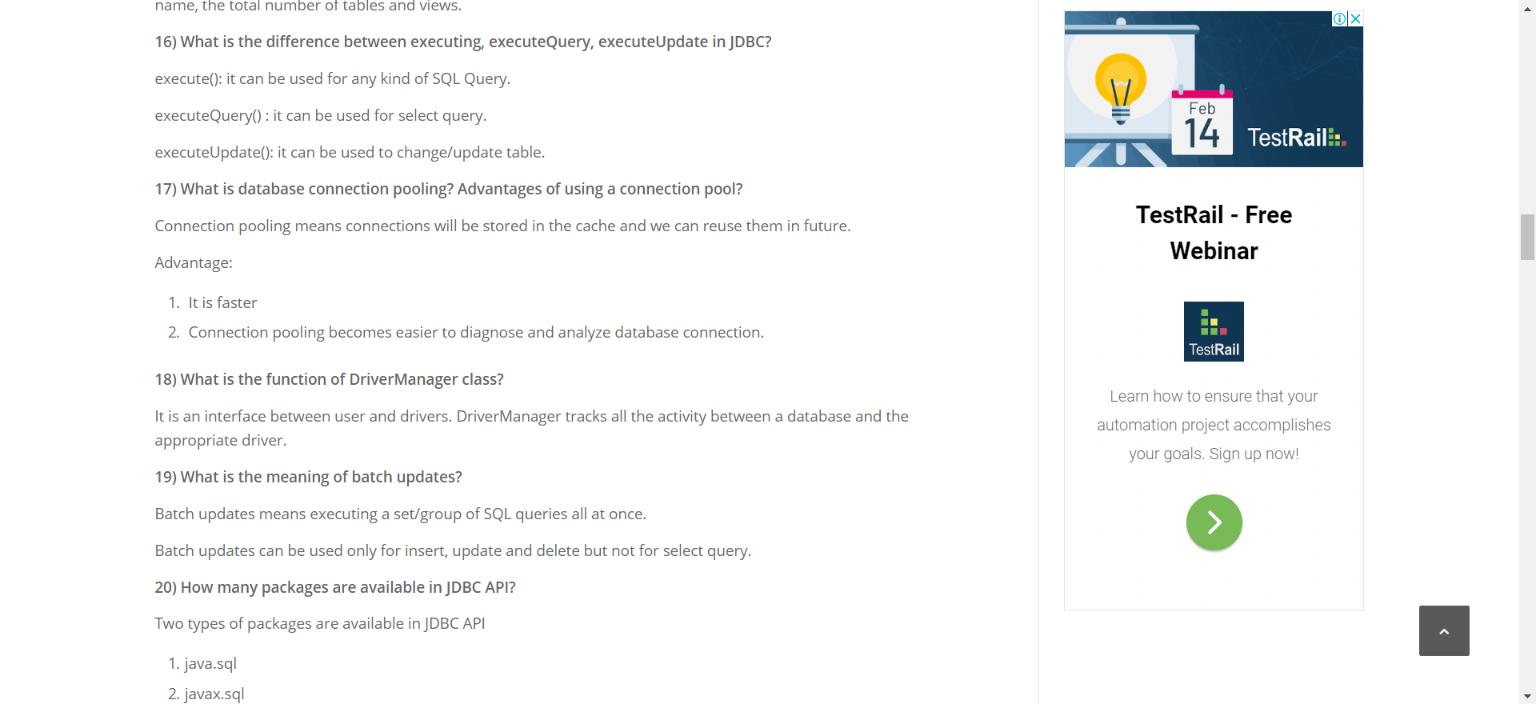 name, the total number of tables and views.
16) What is the difference between executing, executeQuery, executeUpdate in JDBC?
execute(): it can be used for any kind of SQL Query.
executeQuery() : it can be used for select query.
executeUpdate(): it can be used to change/update table.
17) What is database connection pooling? Advantages of using a connection pool?
Connection pooling means connections will be stored in the cache and we can reuse them in future.
Advantage:
1. It is faster
2. Connection pooling becomes easier to diagnose and analyze database connection.
18) What is the function of DriverManager class?
It is an interface between user and drivers. DriverManager tracks all the activity between a database and the
appropriate driver.
19) What is the meaning of batch updates?
Batch updates means executing a set/group of SQL queries all at once.
Batch updates can be used only for insert, update and delete but not for select query.
20) How many packages are available in JDBC API?
Two types of packages are available in JDBC API
1. java.sql
2. javax.sql
Feb
14
TestRail
TestRail - Free
Webinar
TestRail
Learn how to ensure that your
automation project accomplishes
your goals. Sign up now!